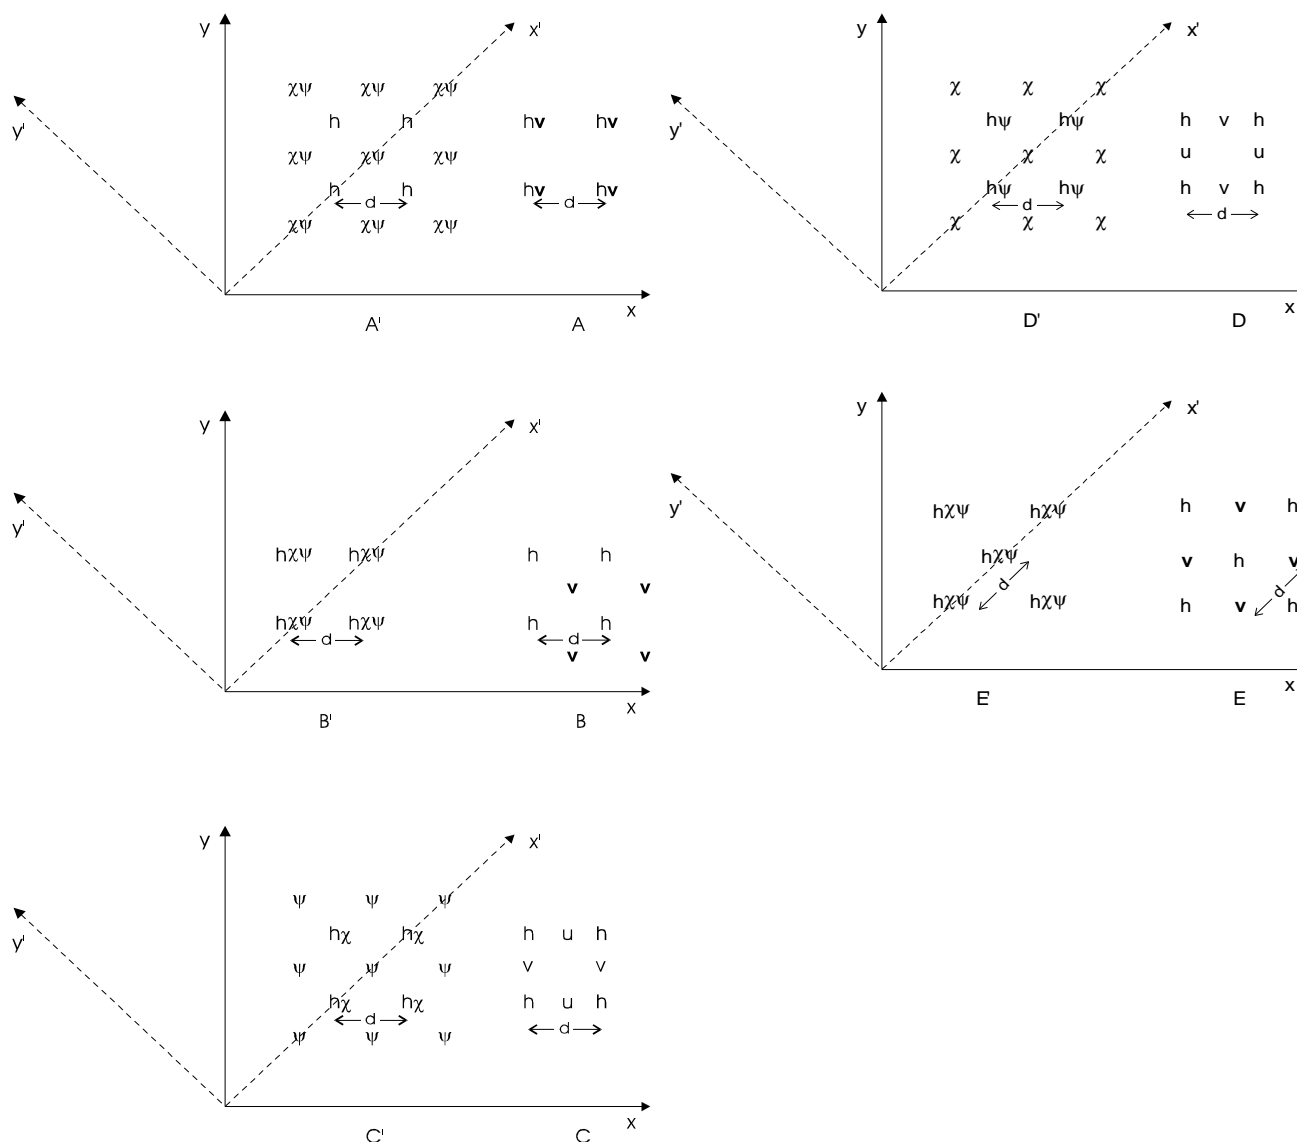 y x' y'
χψ χψ χψ
h h hv hv
χψ χψ χψ
h h hv hv
d d
χψ χψ χψ
x
A' A
y x' y'
χ χ χ
hψ hψ h v h
χ χ χ u u
hψ hψ h v h
d d
χ χ χ
x
D' D
y x' y'
hχψ hχψ h h
v v
hχψ hχψ h h
d d
v v
x
B' B
y x' y'
hχψ hχψ h v h
hχψ v h v
d d
hχψ hχψ h v h
x
E' E
y x' y'
ψ ψ ψ
hχ hχ h u h
ψ ψ ψ v v
hχ hχ h u h
d d
ψ ψ ψ
x
C' C